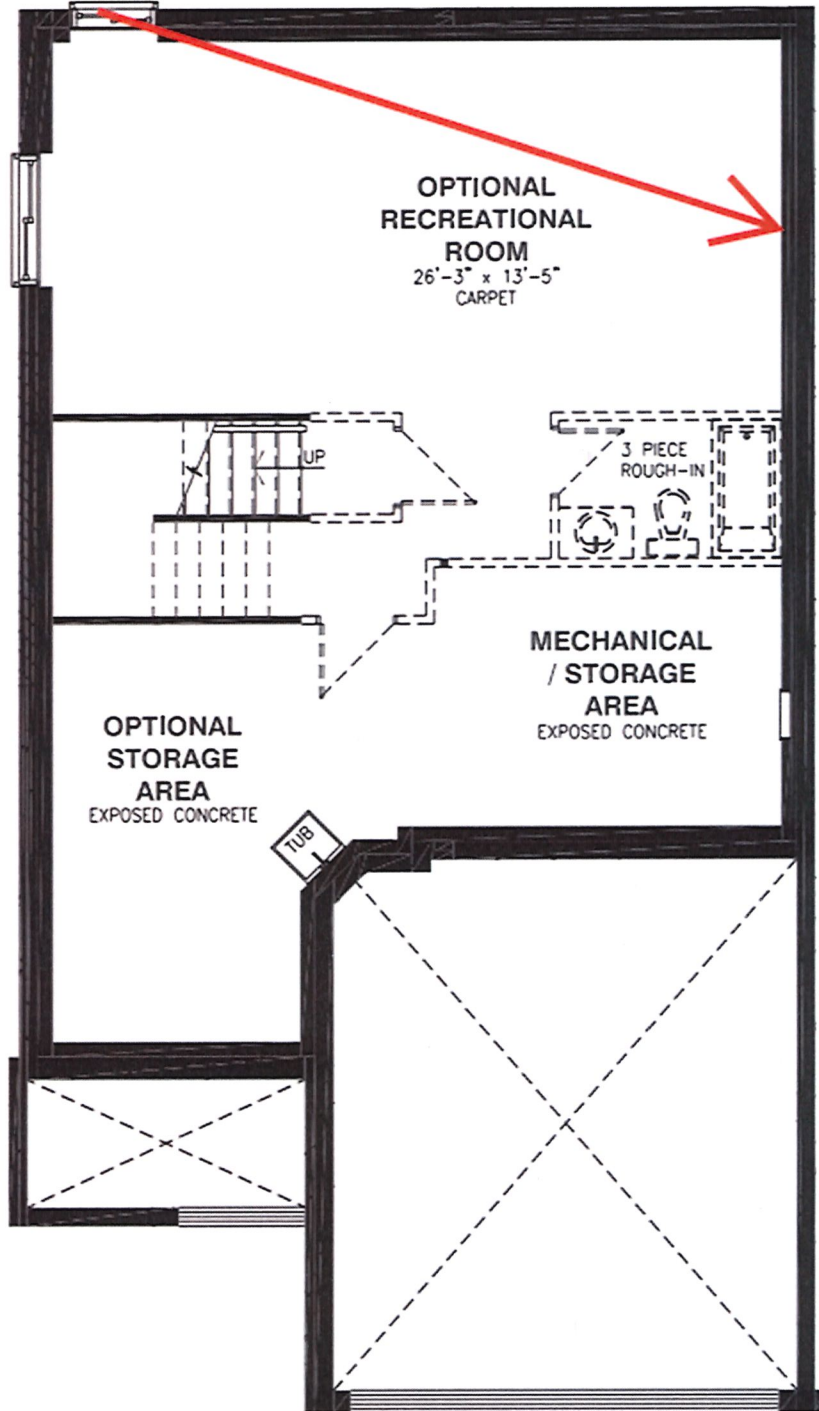 OPTIONAL
RECREATIONAL
ROOM
26'-3" x 13'-5"
CARPET
UP
3 PIECE
ROUGH-IN
MECHANICAL
/ STORAGE
AREA
EXPOSED CONCRETE
OPTIONAL
STORAGE
AREA
EXPOSED CONCRETE
TUB